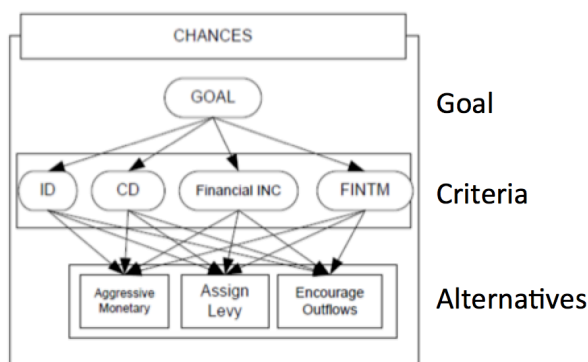 CHANCES
GOAL
Goal
ID
CD
Financial INC
FINTM
Criteria
Aggressive
Monetary
Assign
Levy
Encourage
Outflows
Alternatives